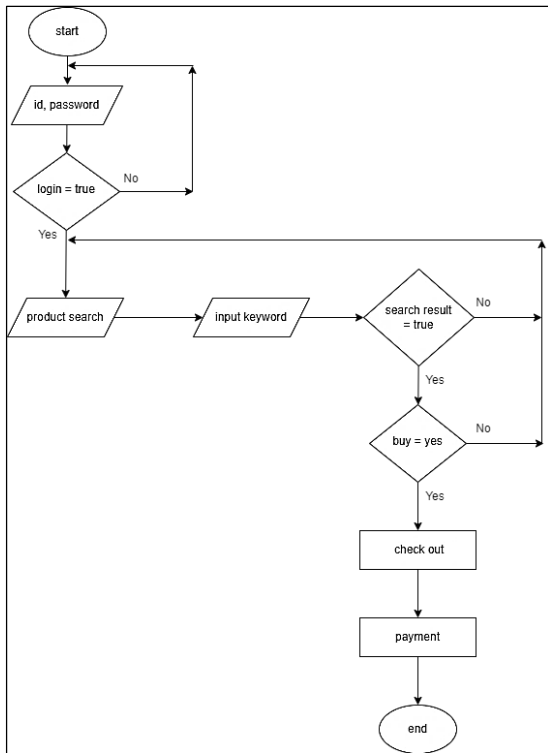 start
id, password
login = true
No
Yes
product search
input keyword
search result
= true
No
Yes
buy = yes
No
Yes
check out
payment
end